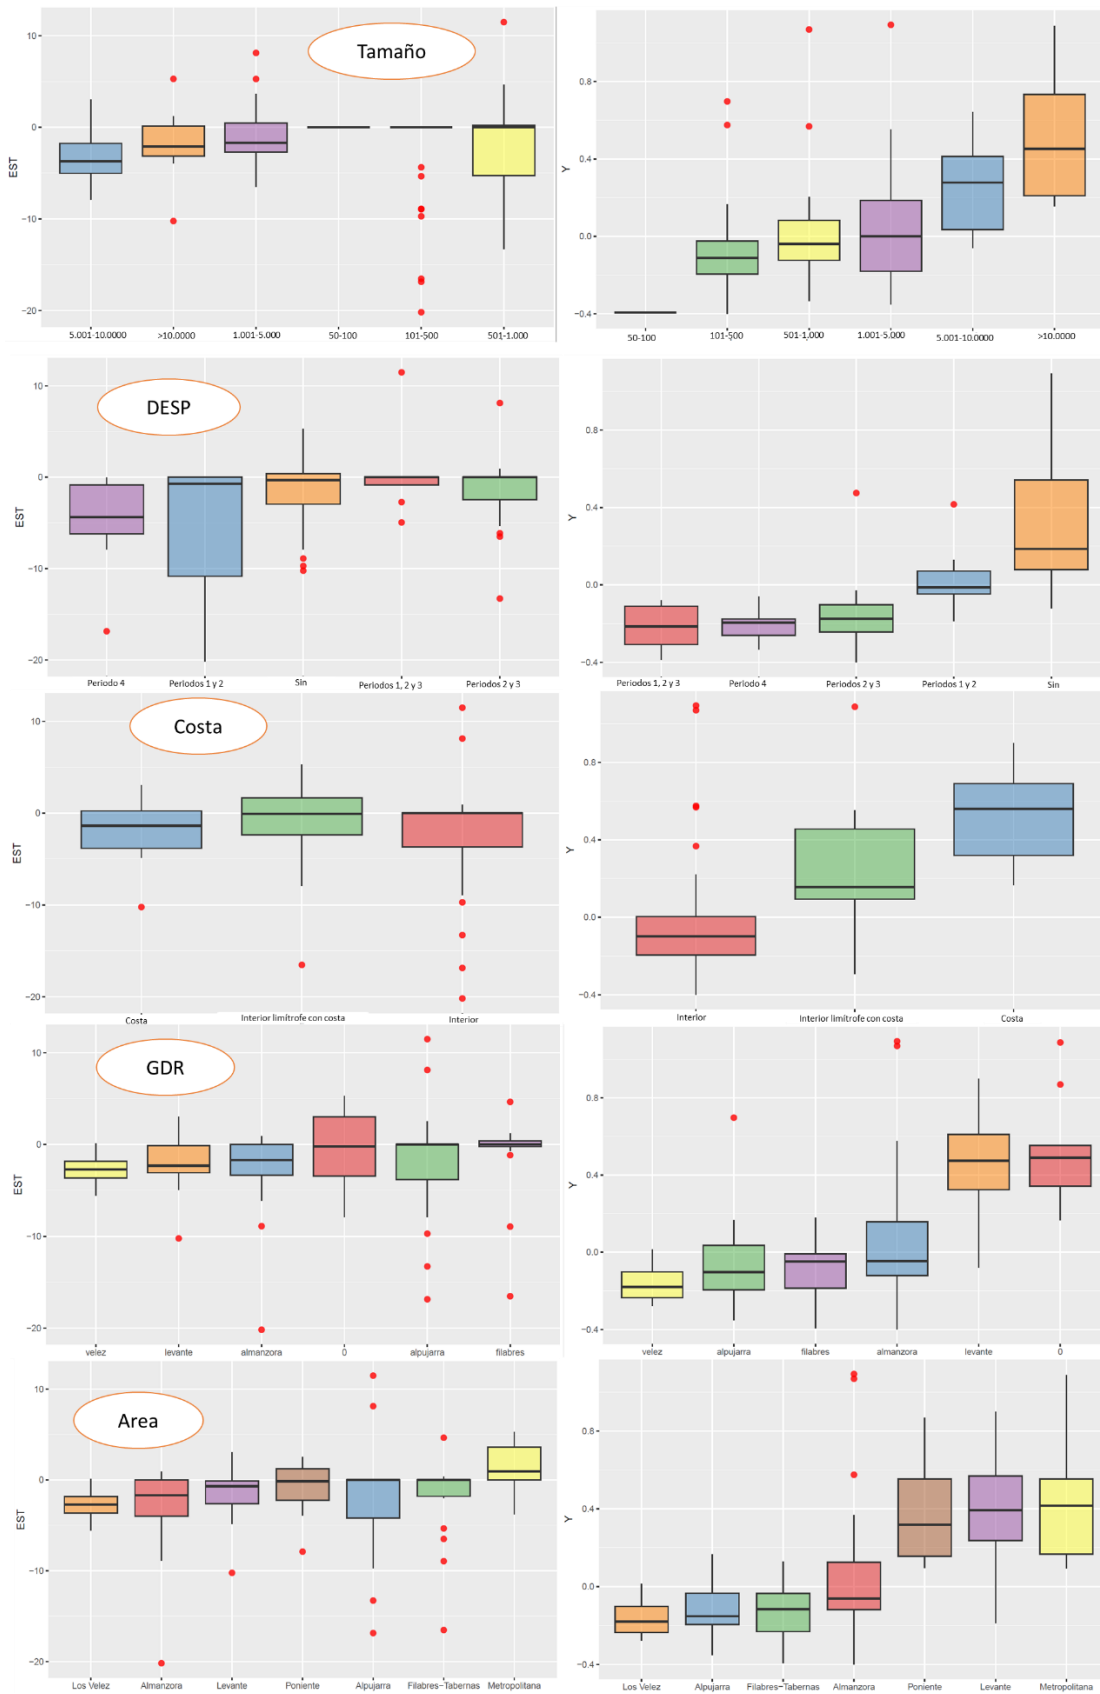 Tamaño
10
0
−10
−20
EST
5.001-10.0000
>10.0000
1.001-5.000
50-100
101-500
501-1.000
0.8
0.4
0.0
−0.4
Y
50-100
101-500
501-1.000
1.001-5.000
5.001-10.0000
>10.0000
DESP
10
0
−10
−20
EST
Periodo 4
Periodos 1 y 2
Sin
Periodos 1, 2 y 3
Periodos 2 y 3
0.8
0.4
0.0
−0.4
Y
Periodos 1, 2 y 3
Periodo 4
Periodos 2 y 3
Periodos 1 y 2
Sin
Costa
10
0
−10
−20
EST
Costa
Interior limítrofe con costa
Interior
0.8
0.4
0.0
−0.4
Y
Interior
Interior limítrofe con costa
Costa
GDR
10
0
−10
−20
EST
velez
levante
almanzora
0
alpujarra
filabres
0.8
0.4
0.0
−0.4
Y
velez
alpujarra
filabres
almanzora
levante
0
Area
10
0
−10
−20
EST
Los Velez
Almanzora
Levante
Poniente
Alpujarra
Filabres−Tabernas
Metropolitana
0.8
0.4
0.0
−0.4
Y
Los Velez
Alpujarra
Filabres−Tabernas
Almanzora
Poniente
Levante
Metropolitana